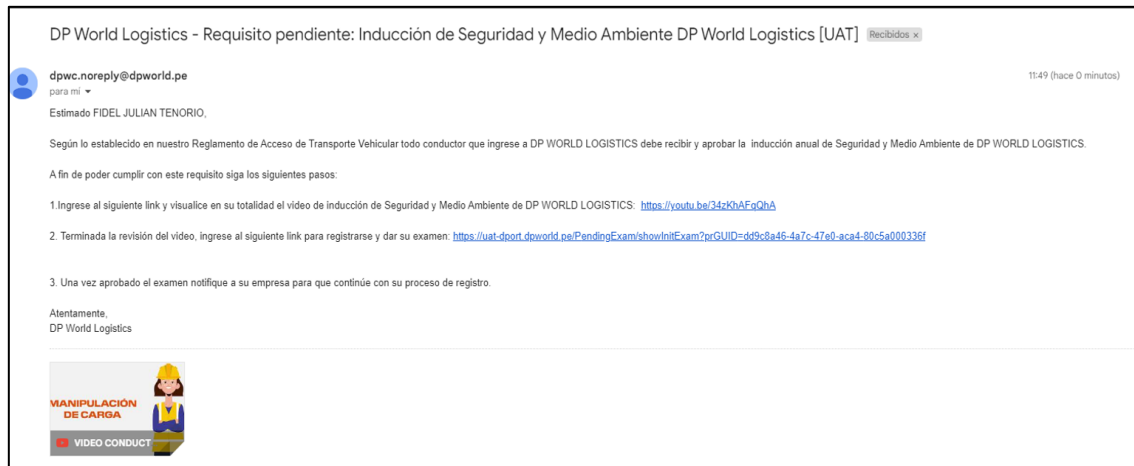 DP World Logistics - Requisito pendiente: Inducción de Seguridad y Medio Ambiente DP World Logistics [UAT] Recibidos x
dpwc.noreply@dpworld.pe 11:49 (hace 0 minutos)
para mí
Estimado FIDEL JULIAN TENORIO,
Según lo establecido en nuestro Reglamento de Acceso de Transporte Vehicular todo conductor que ingrese a DP WORLD LOGISTICS debe recibir y aprobar la inducción anual de Seguridad y Medio Ambiente de DP WORLD LOGISTICS.
A fin de poder cumplir con este requisito siga los siguientes pasos:
1.Ingrese al siguiente link y visualice en su totalidad el video de inducción de Seguridad y Medio Ambiente de DP WORLD LOGISTICS: https://youtu.be/34zKhAFqQhA
2. Terminada la revisión del video, ingrese al siguiente link para registrarse y dar su examen: https://uat-dport.dpworld.pe/PendingExam/showInitExam?prGUID=dd9c8a46-4a7c-47e0-aca4-80c5a000336f
3. Una vez aprobado el examen notifique a su empresa para que continúe con su proceso de registro.
Atentamente,
DP World Logistics
MANIPULACIÓN
DE CARGA
VIDEO CONDUCT